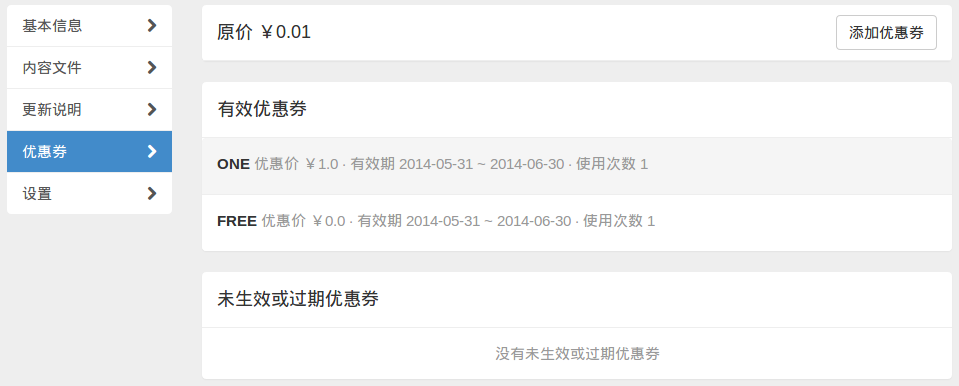 基本信息
内容文件
更新说明
优惠券
设置
原价 ￥0.01
添加优惠券
有效优惠券
ONE 优惠价 ￥1.0 · 有效期 2014-05-31 ~ 2014-06-30 · 使用次数 1
FREE 优惠价 ￥0.0 · 有效期 2014-05-31 ~ 2014-06-30 · 使用次数 1
未生效或过期优惠券
没有未生效或过期优惠券